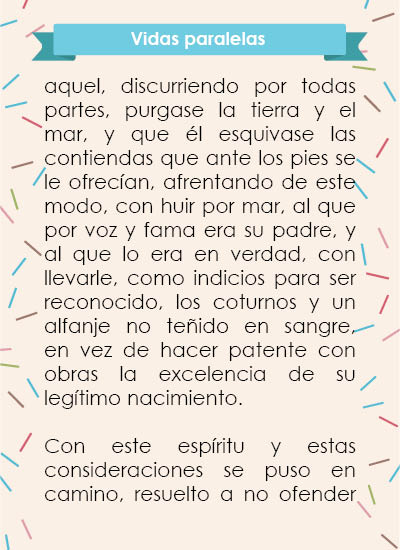 Vidas paralelas
aquel, discurriendo por todas
partes, purgase la tierra y el
mar, y que él esquivase las
contiendas que ante los pies se
le ofrecían, afrentando de este
modo, con huir por mar, al que
por voz y fama era su padre, y
al que lo era en verdad, con
llevarle, como indicios para ser
reconocido, los coturnos y un
alfanje no teñido en sangre,
en vez de hacer patente con
obras la excelencia de su
legítimo nacimiento.
Con este espíritu y estas
consideraciones se puso en
camino, resuelto a no ofender